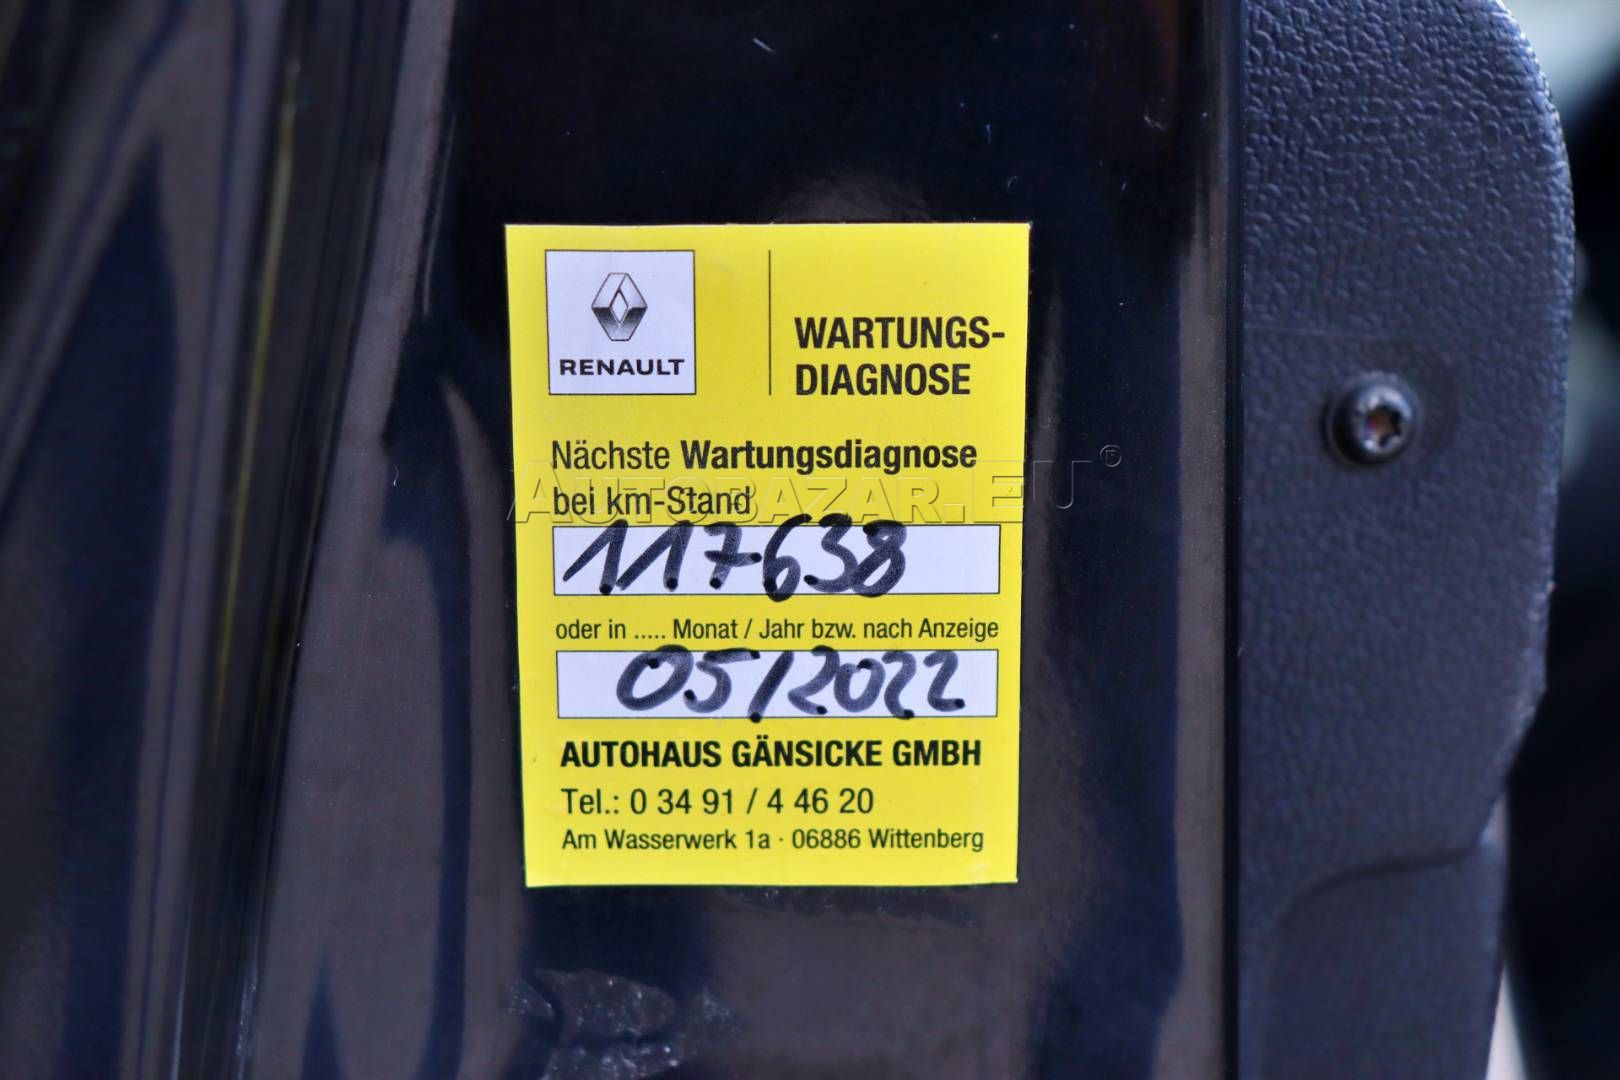 RENAULT
WARTUNGS-
DIAGNOSE
Nächste Wartungsdiagnose
bei km-Stand
AUTOBAZAR.EU®
117638
oder in ..... Monat / Jahr bzw. nach Anzeige
05/2022
AUTOHAUS GÄNSICKE GMBH
Tel.: 0 34 91 / 4 46 20
Am Wasserwerk 1a · 06886 Wittenberg